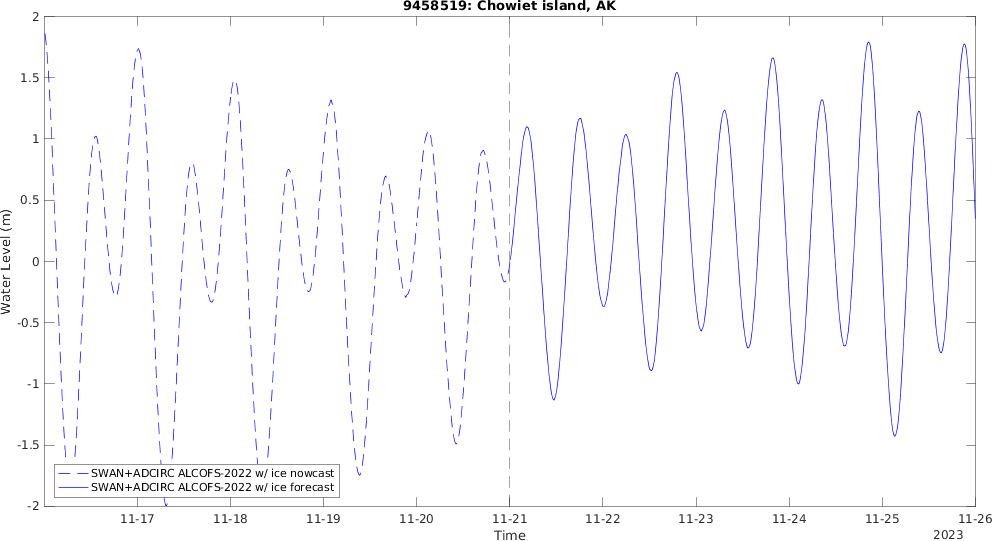 9458519: Chowiet island, AK
2
1.5
1
0.5
0
-0.5
-1
-1.5
-2
Water Level (m)
SWAN+ADCIRC ALCOFS-2022 w/ ice nowcast
SWAN+ADCIRC ALCOFS-2022 w/ ice forecast
11-17 11-18 11-19 11-20 11-21 11-22 11-23 11-24 11-25 11-26
Time
2023